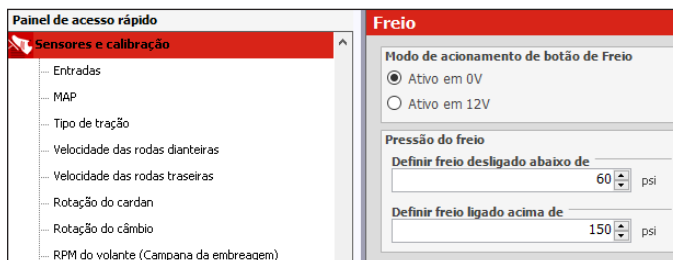 Painel de acesso rápido
Sensores e calibração
Entradas
MAP
Tipo de tração
Velocidade das rodas dianteiras
Velocidade das rodas traseiras
Rotação do cardan
Rotação do câmbio
RPM do volante (Campana da embreagem)
Freio
Modo de acionamento de botão de Freio
Ativo em 0V
Ativo em 12V
Pressão do freio
Definir freio desligado abaixo de
60 psi
Definir freio ligado acima de
150 psi